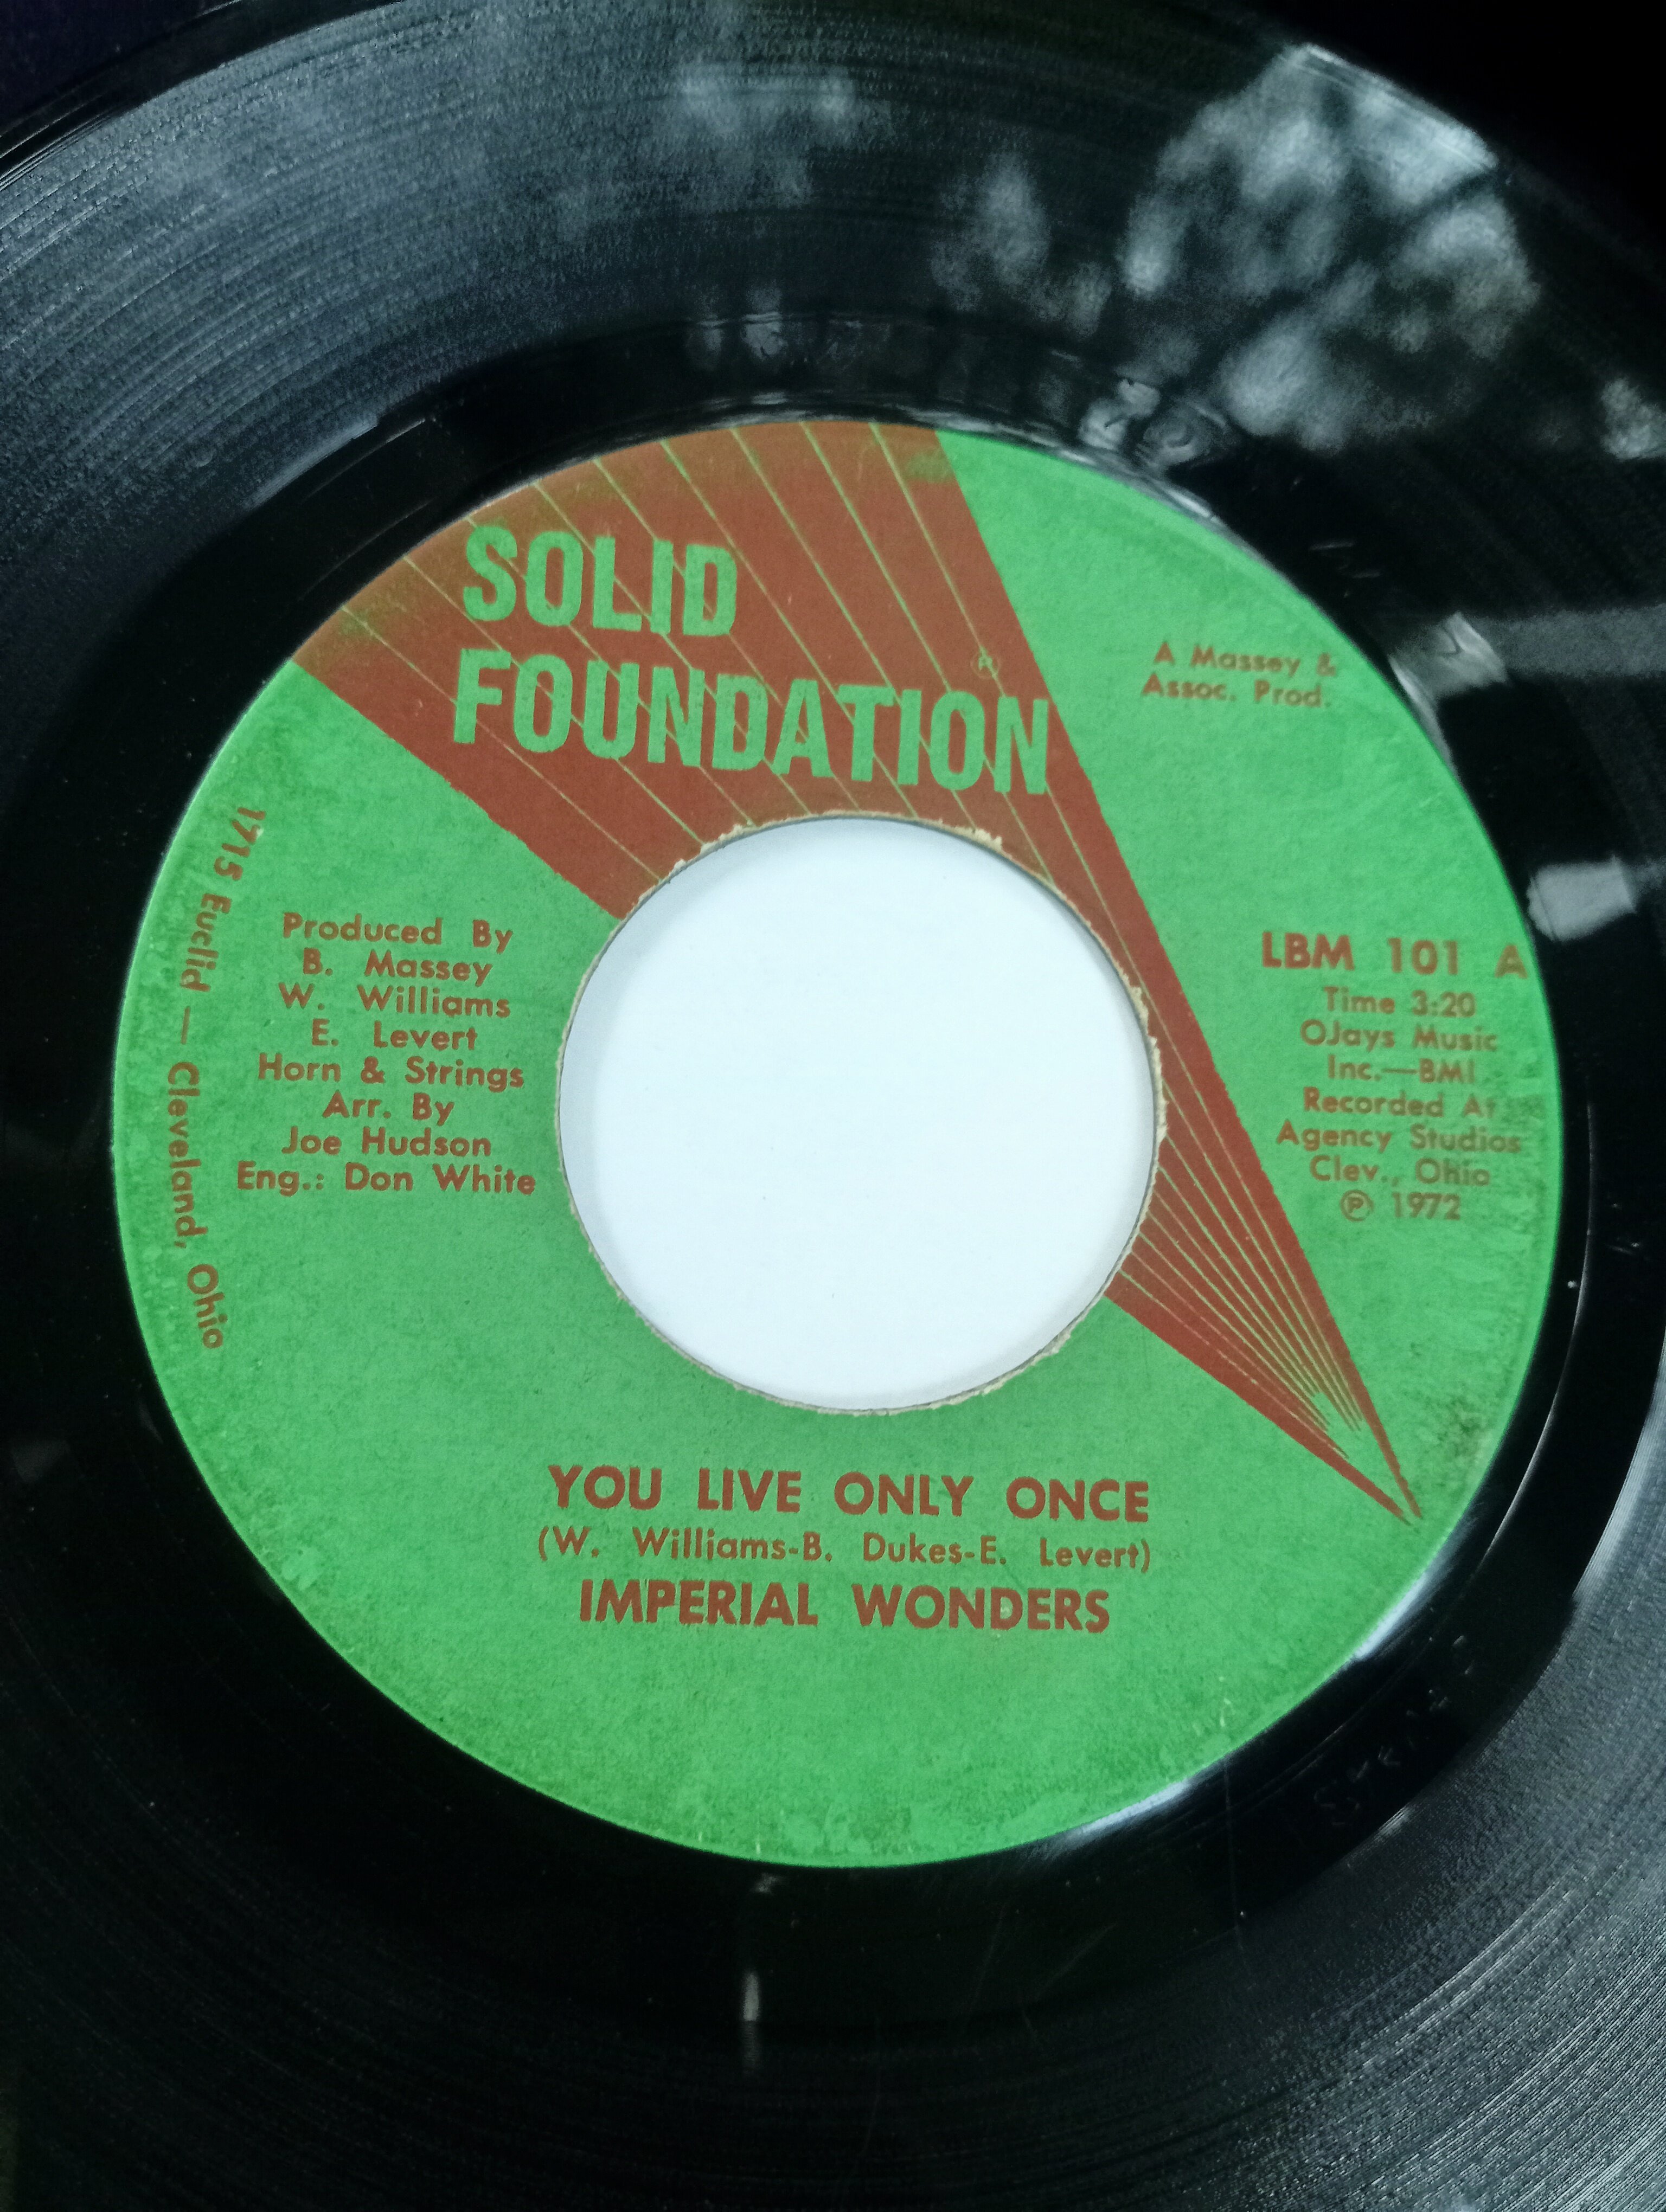 SOLID
FOUNDATION
®
A Massey &
Assoc. Prod.
1715 Euclid — Cleveland, Ohio
Produced By
B. Massey
W. Williams
E. Levert
Horn & Strings
Arr. By
Joe Hudson
Eng.: Don White
LBM 101 A
Time 3:20
OJays Music
Inc.—BMI
Recorded At
Agency Studios
Clev., Ohio
℗ 1972
YOU LIVE ONLY ONCE
(W. Williams-B. Dukes-E. Levert)
IMPERIAL WONDERS